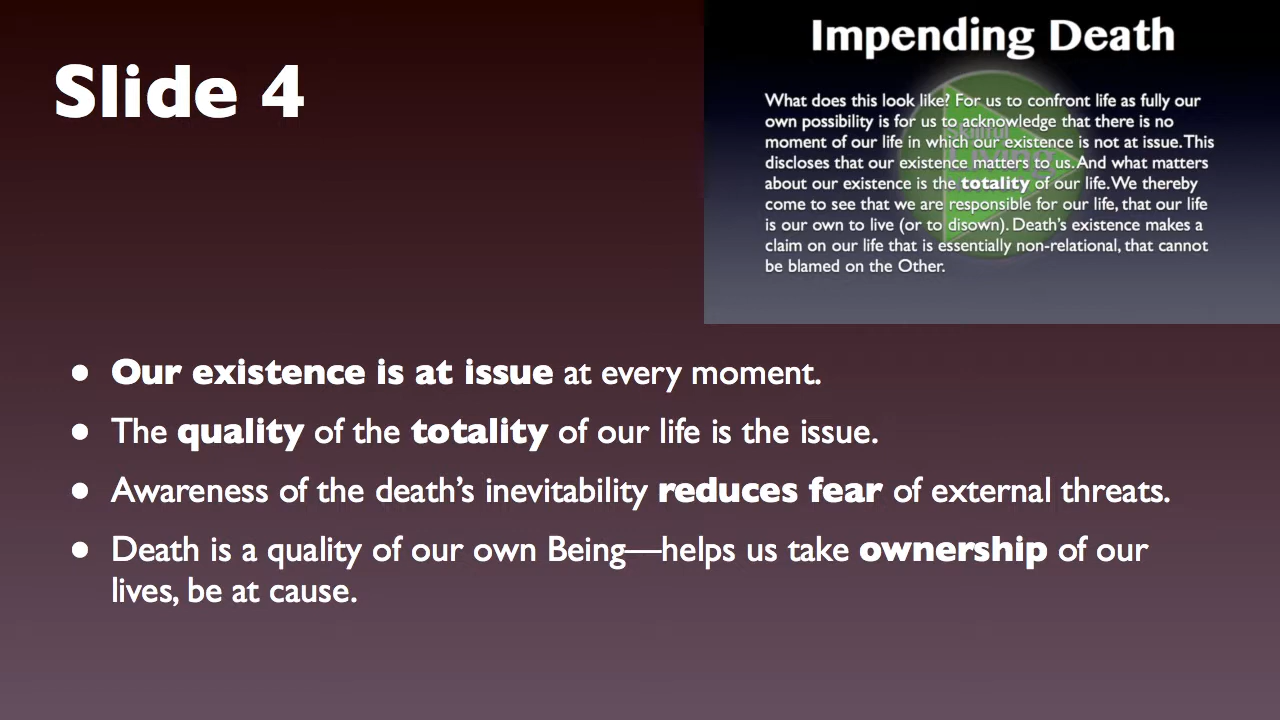 Slide 4
Impending Death
What does this look like? For us to confront life as fully our
own possibility is for us to acknowledge that there is no
moment of our life in which our existence is not at issue. This
discloses that our existence matters to us. And what matters
about our existence is the totality of our life. We thereby
come to see that we are responsible for our life, that our life
is our own to live (or to disown). Death's existence makes a
claim on our life that is essentially non-relational, that cannot
be blamed on the Other.
Living
• Our existence is at issue at every moment.
• The quality of the totality of our life is the issue.
• Awareness of the death's inevitability reduces fear of external threats.
• Death is a quality of our own Being—helps us take ownership of our
lives, be at cause.